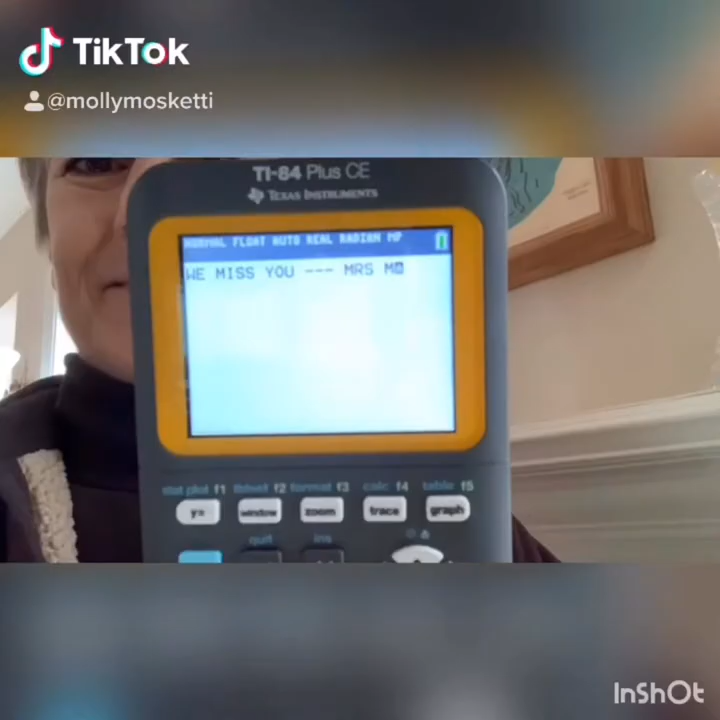 TikTok
@mollymosketti
TI-84 Plus CE
TEXAS INSTRUMENTS
NORMAL FLOAT AUTO REAL RADIAN MP
WE MISS YOU --- MRS M
stat plot f1 tblset f2 format f3 calc f4 table f5
y= window zoom trace graph
quit ins
InShOt